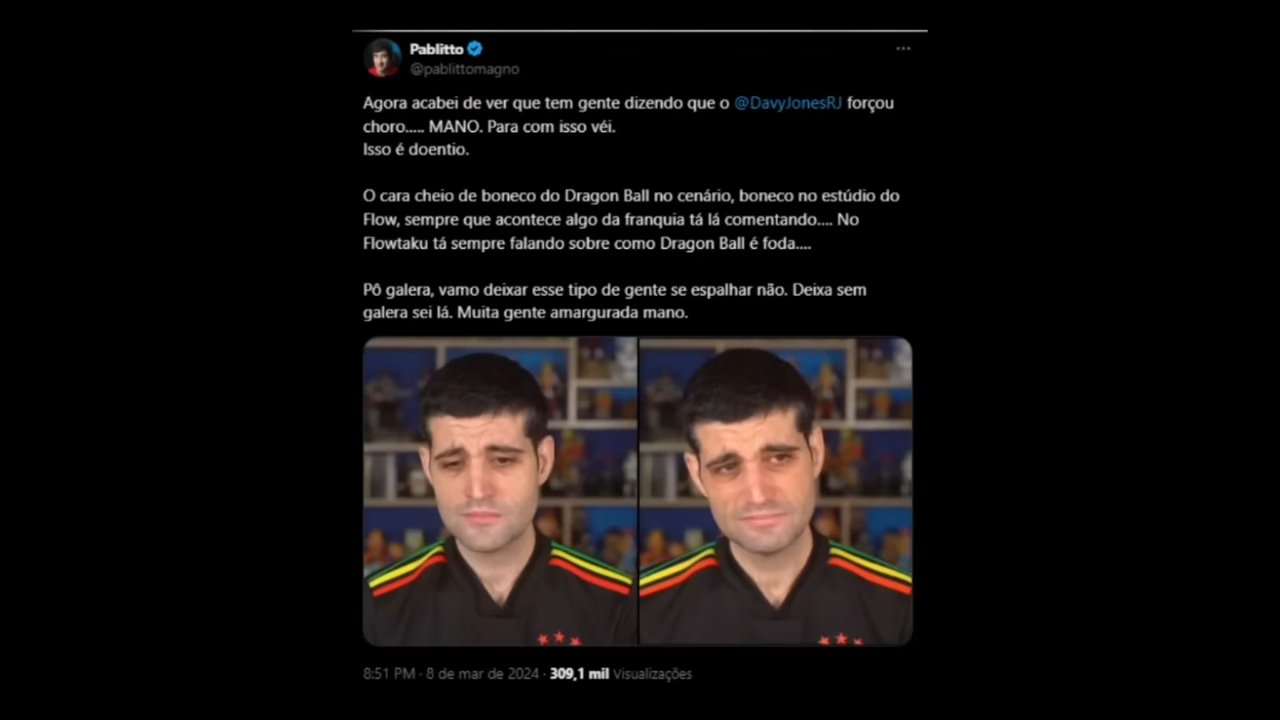 Pablitto
@pablittomagno
Agora acabei de ver que tem gente dizendo que o @DavyJonesRJ forçou
choro..... MANO. Para com isso véi.
Isso é doentio.
O cara cheio de boneco do Dragon Ball no cenário, boneco no estúdio do
Flow, sempre que acontece algo da franquia tá lá comentando.... No
Flowtaku tá sempre falando sobre como Dragon Ball é foda....
Pô galera, vamo deixar esse tipo de gente se espalhar não. Deixa sem
galera sei lá. Muita gente amargurada mano.
8:51 PM · 8 de mar de 2024 · 309,1 mil Visualizações